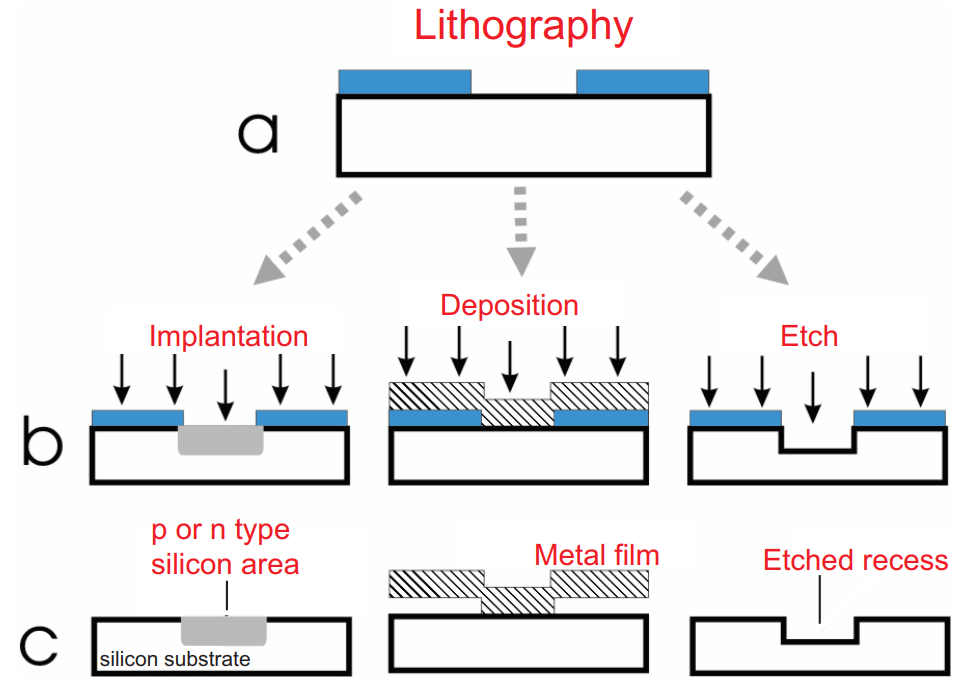 Lithography
a
Implantation
Deposition
Etch
b
p or n type
silicon area
Metal film
Etched recess
c
silicon substrate